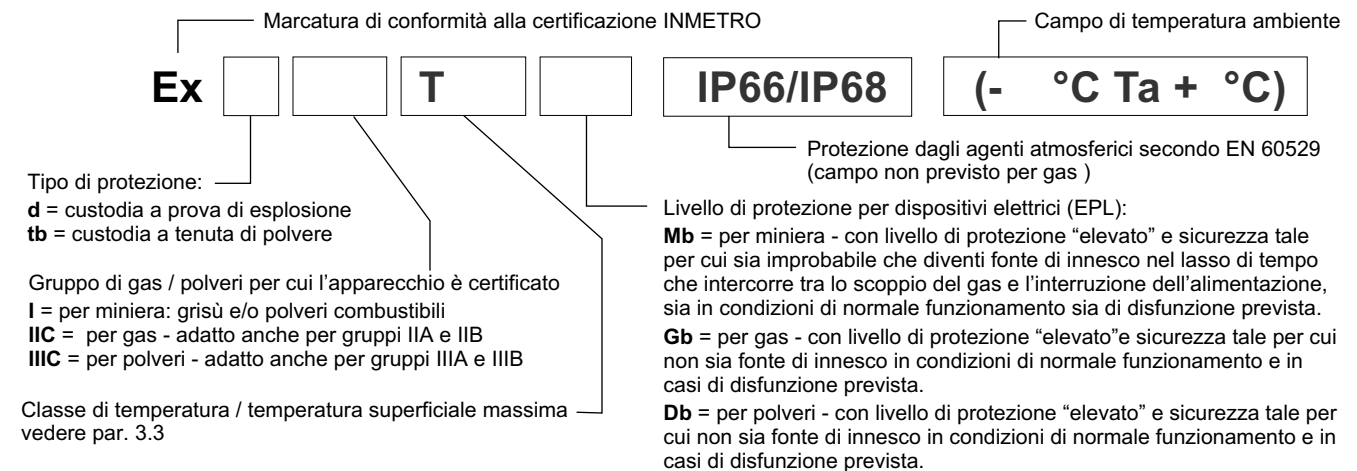 Marcatura di conformità alla certificazione INMETRO
Campo di temperatura ambiente
Ex T IP66/IP68 (- °C Ta + °C)
Protezione dagli agenti atmosferici secondo EN 60529
(campo non previsto per gas )
Tipo di protezione:
d = custodia a prova di esplosione
tb = custodia a tenuta di polvere
Gruppo di gas / polveri per cui l'apparecchio è certificato
I = per miniera: grisù e/o polveri combustibili
IIC = per gas - adatto anche per gruppi IIA e IIB
IIIC = per polveri - adatto anche per gruppi IIIA e IIIB
Classe di temperatura / temperatura superficiale massima
vedere par. 3.3
Livello di protezione per dispositivi elettrici (EPL):
Mb = per miniera - con livello di protezione “elevato” e sicurezza tale
per cui sia improbabile che diventi fonte di innesco nel lasso di tempo
che intercorre tra lo scoppio del gas e l'interruzione dell'alimentazione,
sia in condizioni di normale funzionamento sia di disfunzione prevista.
Gb = per gas - con livello di protezione “elevato”e sicurezza tale per cui
non sia fonte di innesco in condizioni di normale funzionamento e in
casi di disfunzione prevista.
Db = per polveri - con livello di protezione “elevato” e sicurezza tale per
cui non sia fonte di innesco in condizioni di normale funzionamento e in
casi di disfunzione prevista.